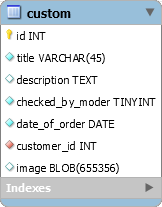 custom
id INT
title VARCHAR(45)
description TEXT
checked_by_moder TINYINT
date_of_order DATE
customer_id INT
image BLOB(655356)
Indexes